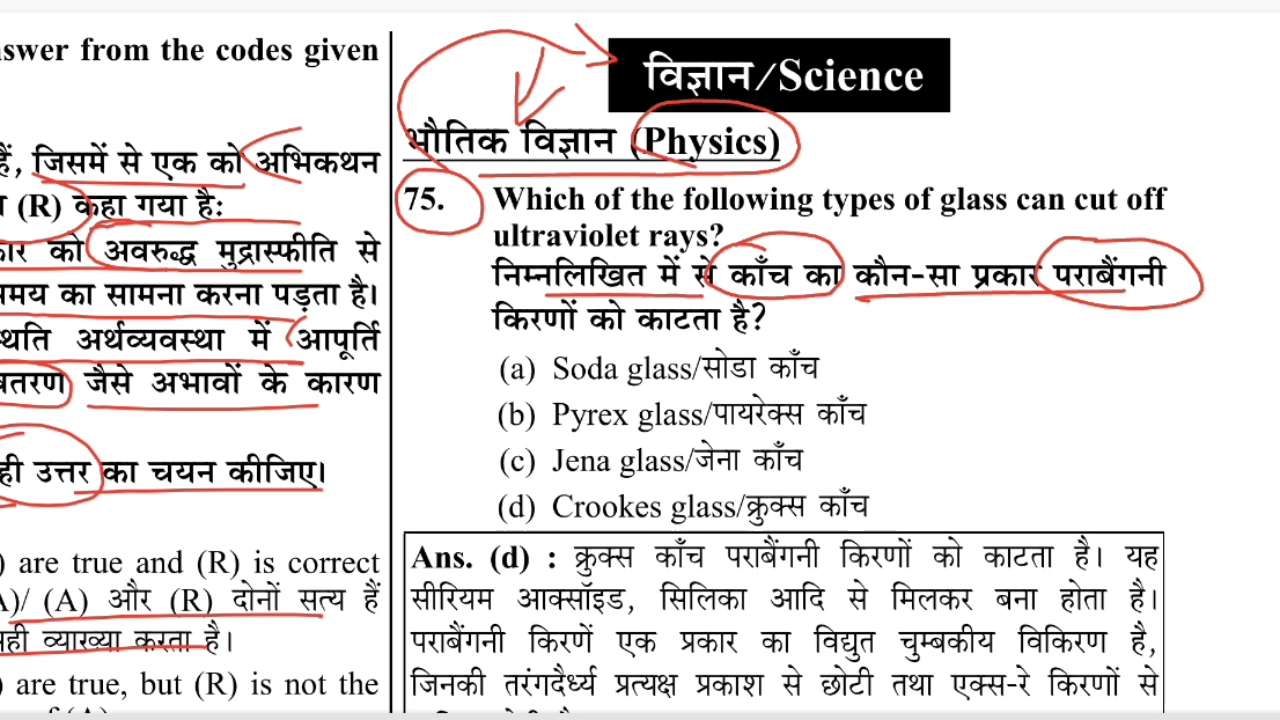 nswer from the codes given
हैं, जिसमें से एक को अभिकथन
(R) कहा गया हैः
कार को अवरुद्ध मुद्रास्फीति से
समय का सामना करना पड़ता है।
स्थति अर्थव्यवस्था में आपूर्ति
वतरण जैसे अभावों के कारण
ही उत्तर का चयन कीजिए।
) are true and (R) is correct
A)/ (A) और (R) दोनों सत्य हैं
सही व्याख्या करता है।
) are true, but (R) is not the
विज्ञान/Science
भौतिक विज्ञान (Physics)
75. Which of the following types of glass can cut off
ultraviolet rays?
निम्नलिखित में से काँच का कौन-सा प्रकार पराबैंगनी
किरणों को काटता है?
(a) Soda glass/सोडा काँच
(b) Pyrex glass/पायरेक्स काँच
(c) Jena glass/जेना काँच
(d) Crookes glass/क्रुक्स काँच
Ans. (d) : क्रुक्स काँच पराबैंगनी किरणों को काटता है। यह
सीरियम आक्सॉइड, सिलिका आदि से मिलकर बना होता है।
पराबैंगनी किरणें एक प्रकार का विद्युत चुम्बकीय विकिरण है,
जिनकी तरंगदैर्ध्य प्रत्यक्ष प्रकाश से छोटी तथा एक्स-रे किरणों से